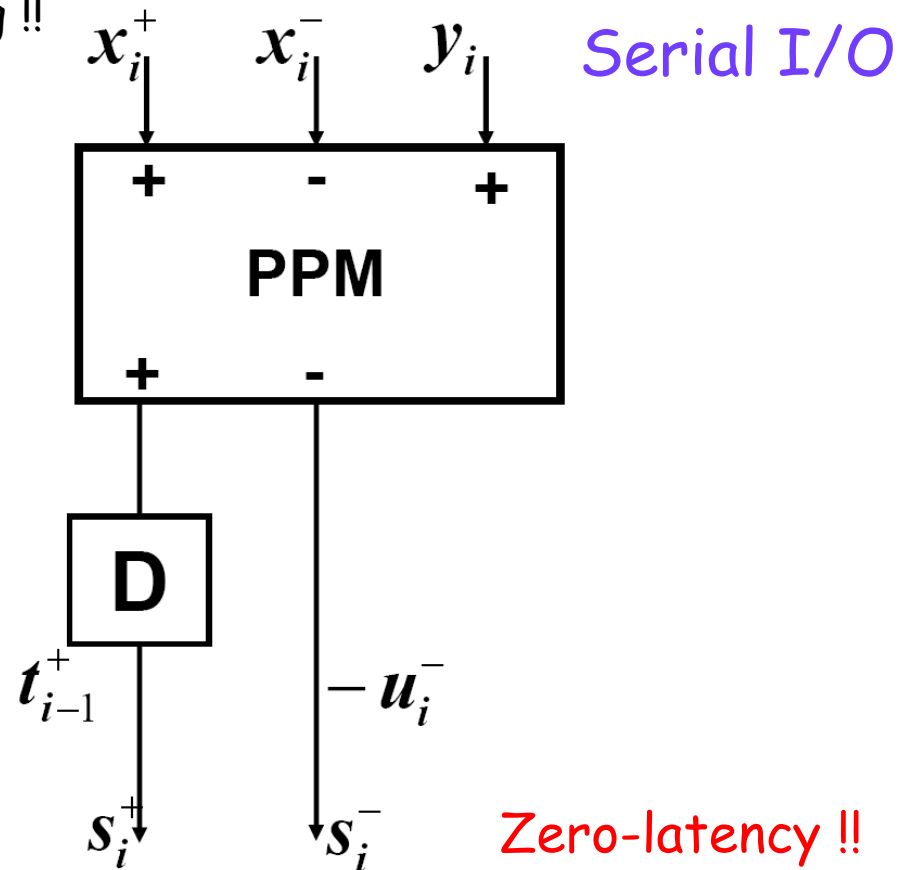 !!
x_i^+ x_i^- y_i Serial I/O
+ - +
PPM
+ -
D
t_{i-1}^+ -u_i^-
s_i^+ s_i^- Zero-latency !!